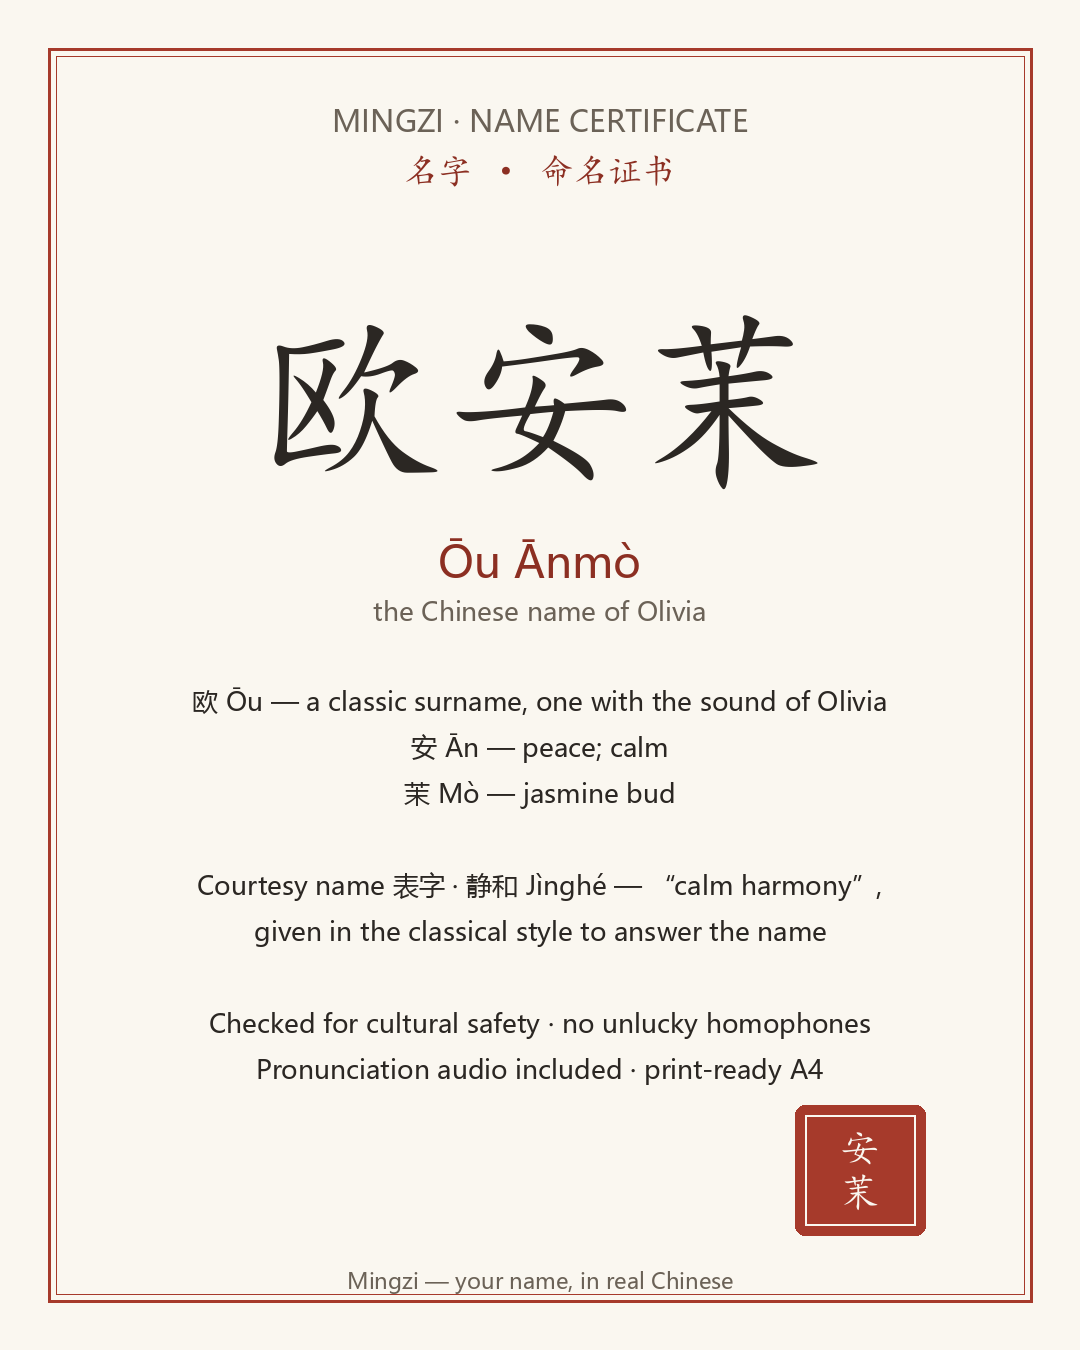 MINGZI · NAME CERTIFICATE
名字 · 命名证书
欧安茉
Ōu Ānmò
the Chinese name of Olivia
欧 Ōu — a classic surname, one with the sound of Olivia
安 Ān — peace; calm
茉 Mò — jasmine bud
Courtesy name 表字 · 静和 Jìnghé — “calm harmony” ,
given in the classical style to answer the name
Checked for cultural safety · no unlucky homophones
Pronunciation audio included · print-ready A4
安
茉
Mingzi — your name, in real Chinese